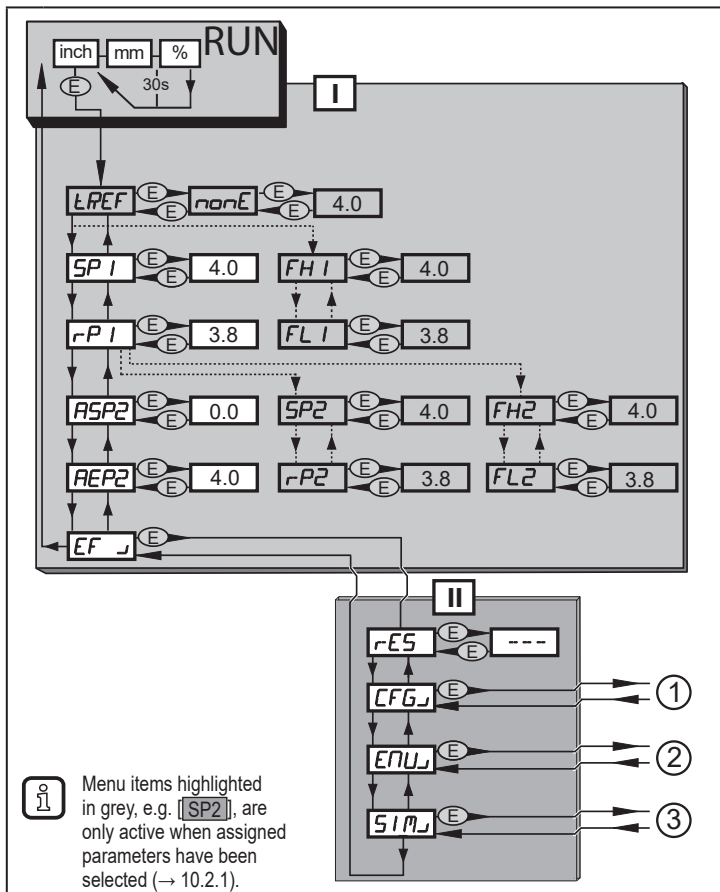 RUN
inch mm %
E 30s
I
tREF E E nonE E E 4.0
SP1 E E 4.0 FH1 E E 4.0
rP1 E E 3.8 FL1 E E 3.8
ASP2 E E 0.0 SP2 E E 4.0 FH2 E E 4.0
AEP2 E E 4.0 rP2 E E 3.8 FL2 E E 3.8
EF E
II
rES E E ---
CFG E 1
ENU E 2
SIM E 3
Menu items highlighted
in grey, e.g. [SP2], are
only active when assigned
parameters have been
selected (→ 10.2.1).